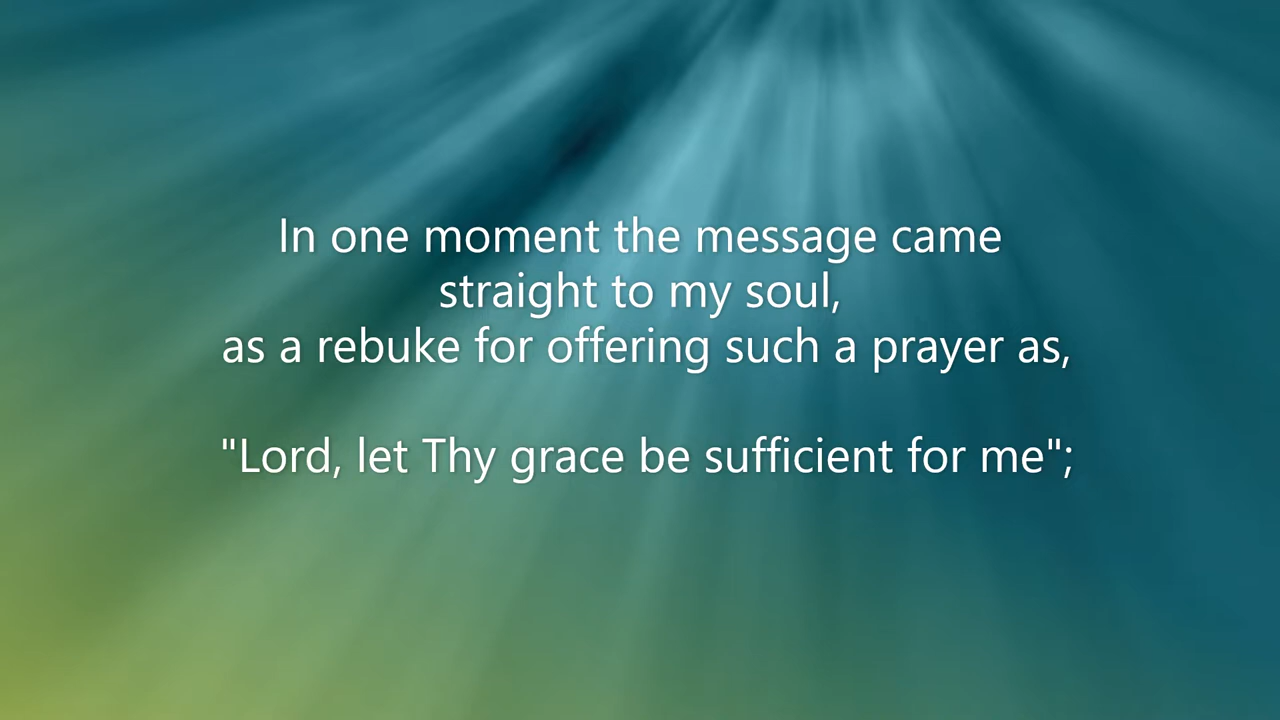 In one moment the message came
straight to my soul,
as a rebuke for offering such a prayer as,
"Lord, let Thy grace be sufficient for me";